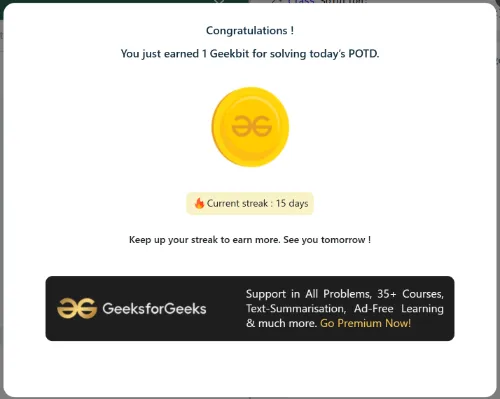 Congratulations !
You just earned 1 Geekbit for solving today's POTD.
Current streak : 15 days
Keep up your streak to earn more. See you tomorrow !
GeeksforGeeks
Support in All Problems, 35+ Courses,
Text-Summarisation, Ad-Free Learning
& much more. Go Premium Now!